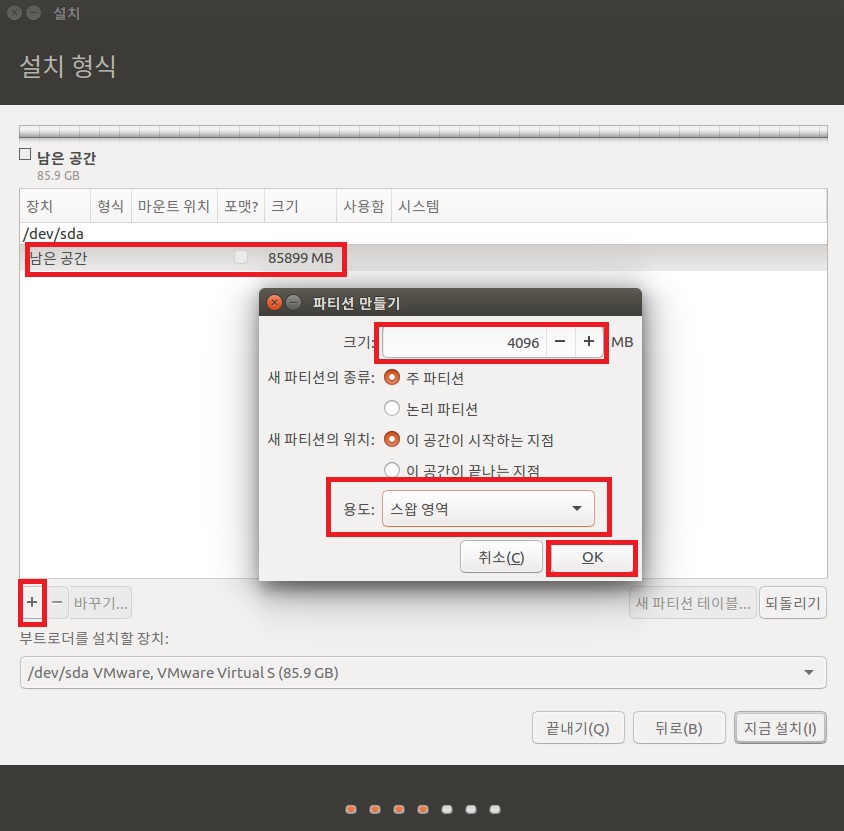 설치
설치 형식
남은 공간
85.9 GB
장치 형식 마운트 위치 포맷? 크기 사용함 시스템
/dev/sda
남은 공간 85899 MB
파티션 만들기
크기: 4096 − + MB
새 파티션의 종류: 주 파티션
논리 파티션
새 파티션의 위치: 이 공간이 시작하는 지점
이 공간이 끝나는 지점
용도: 스왑 영역
취소(C) OK
+ − 바꾸기... 새 파티션 테이블... 되돌리기
부트로더를 설치할 장치:
/dev/sda VMware, VMware Virtual S (85.9 GB)
끝내기(Q) 뒤로(B) 지금 설치(I)